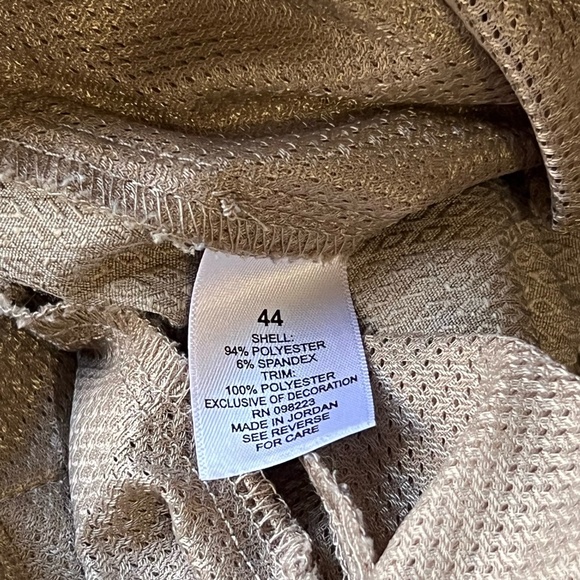 44
SHELL:
94% POLYESTER
6% SPANDEX
TRIM:
100% POLYESTER
EXCLUSIVE OF DECORATION
RN 098223
MADE IN JORDAN
SEE REVERSE
FOR CARE